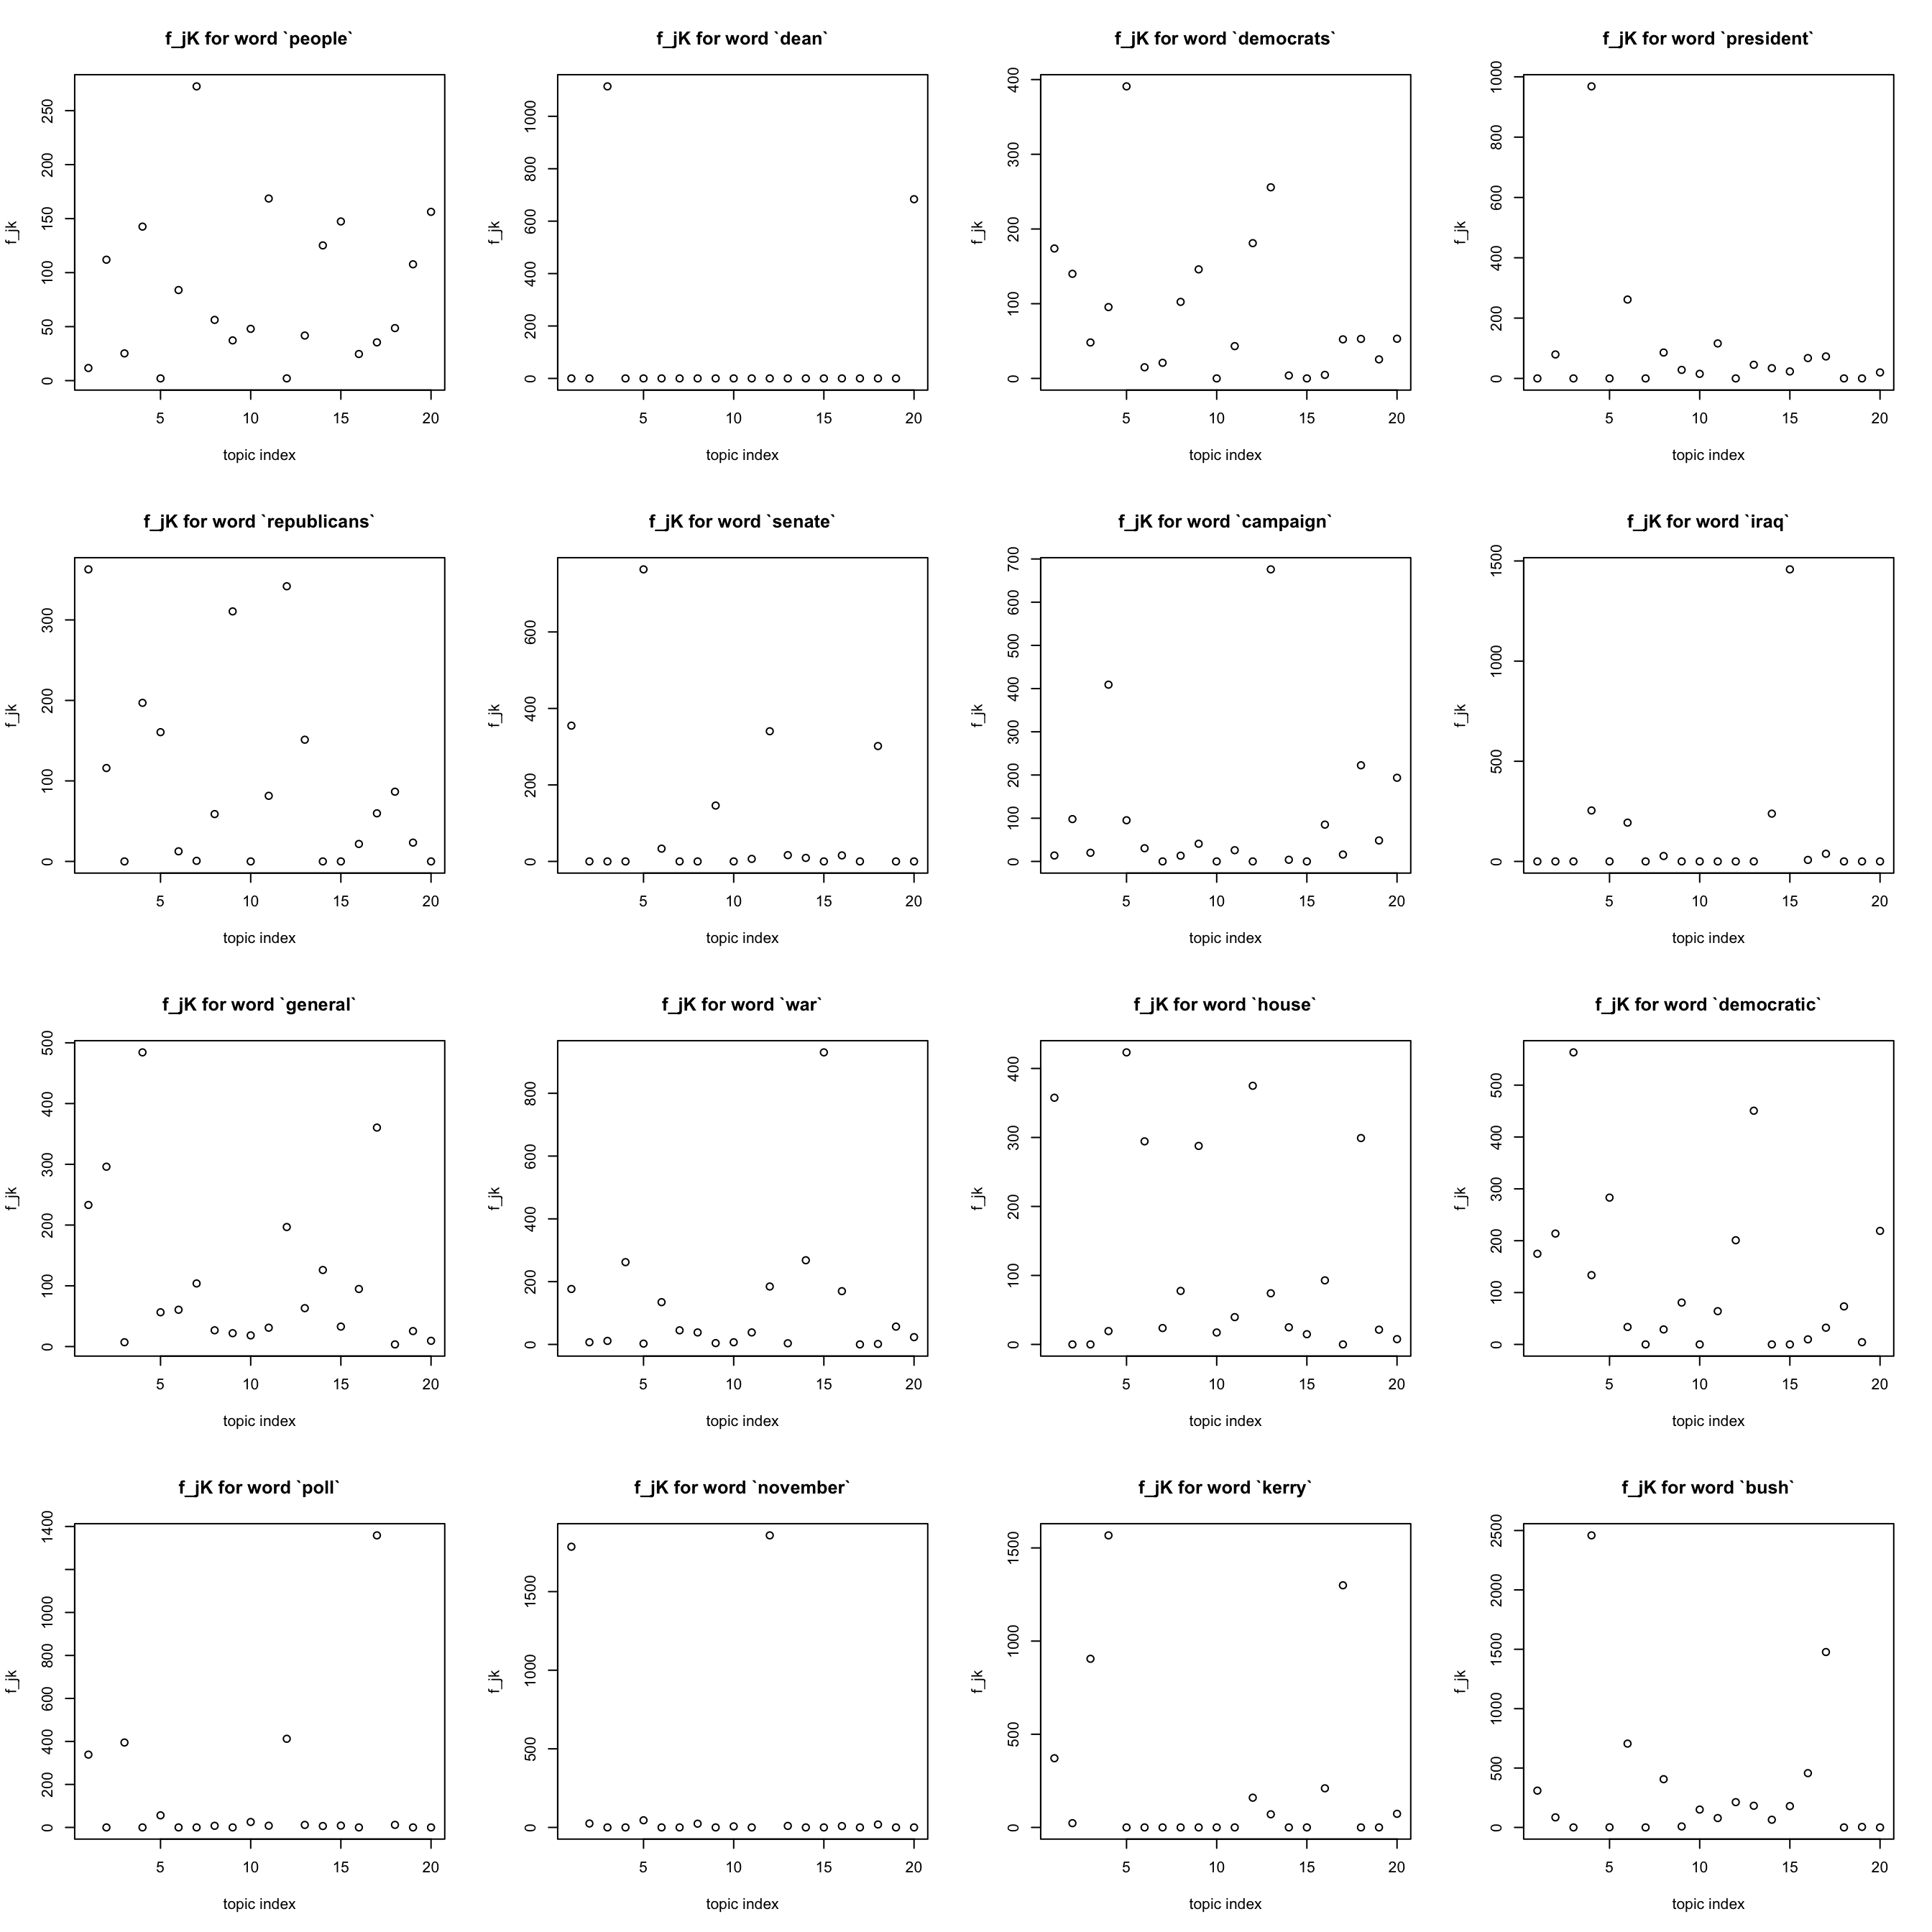 f_jK for word `people`
f_jk
0 50 100 150 200 250
5 10 15 20
topic index
f_jK for word `dean`
f_jk
0 200 400 600 800 1000
5 10 15 20
topic index
f_jK for word `democrats`
f_jk
0 100 200 300 400
5 10 15 20
topic index
f_jK for word `president`
f_jk
0 200 400 600 800 1000
5 10 15 20
topic index
f_jK for word `republicans`
f_jk
0 100 200 300
5 10 15 20
topic index
f_jK for word `senate`
f_jk
0 200 400 600
5 10 15 20
topic index
f_jK for word `campaign`
f_jk
0 100 200 300 400 500 600 700
5 10 15 20
topic index
f_jK for word `iraq`
f_jk
0 500 1000 1500
5 10 15 20
topic index
f_jK for word `general`
f_jk
0 100 200 300 400 500
5 10 15 20
topic index
f_jK for word `war`
f_jk
0 200 400 600 800
5 10 15 20
topic index
f_jK for word `house`
f_jk
0 100 200 300 400
5 10 15 20
topic index
f_jK for word `democratic`
f_jk
0 100 200 300 400 500
5 10 15 20
topic index
f_jK for word `poll`
f_jk
0 200 400 600 800 1000 1400
5 10 15 20
topic index
f_jK for word `november`
f_jk
0 500 1000 1500
5 10 15 20
topic index
f_jK for word `kerry`
f_jk
0 500 1000 1500
5 10 15 20
topic index
f_jK for word `bush`
f_jk
0 500 1000 1500 2000 2500
5 10 15 20
topic index